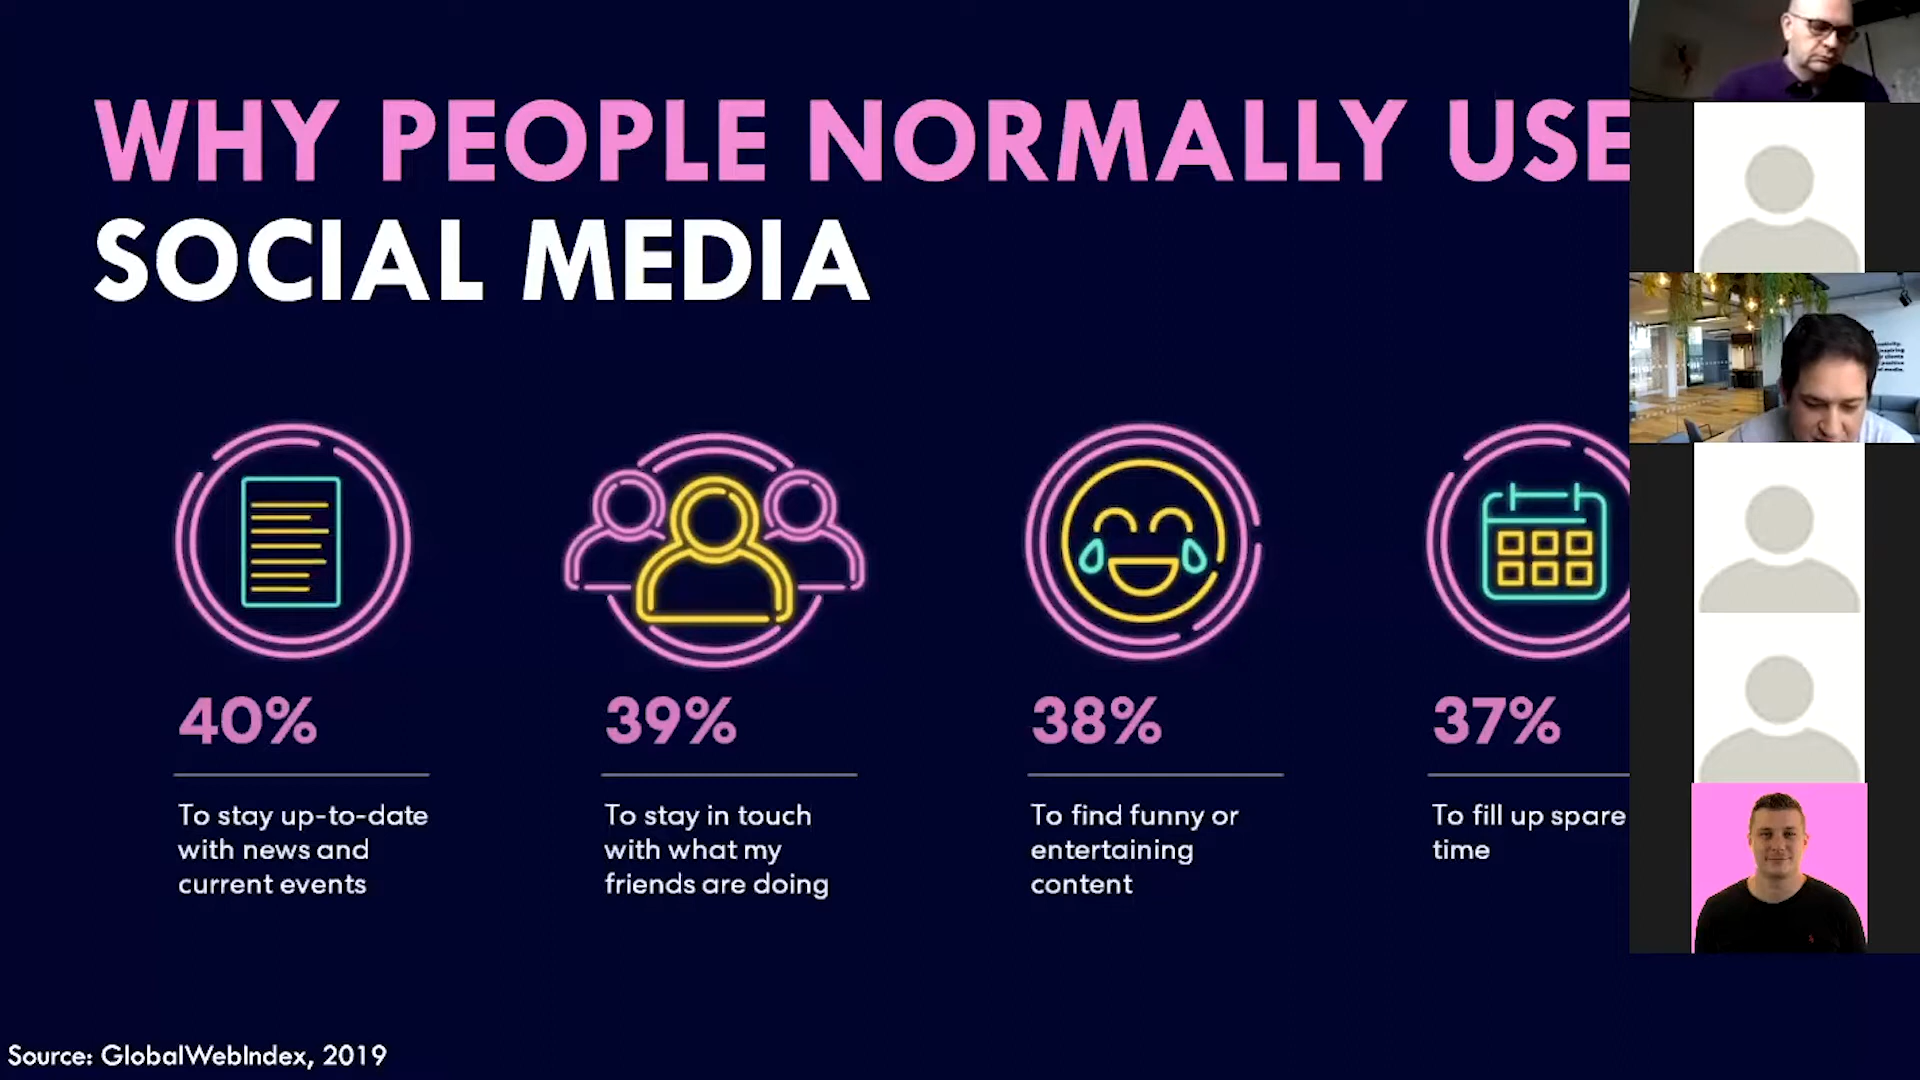 WHY PEOPLE NORMALLY USE
SOCIAL MEDIA
40%
To stay up-to-date
with news and
current events
39%
To stay in touch
with what my
friends are doing
38%
To find funny or
entertaining
content
37%
To fill up spare
time
Source: GlobalWebIndex, 2019